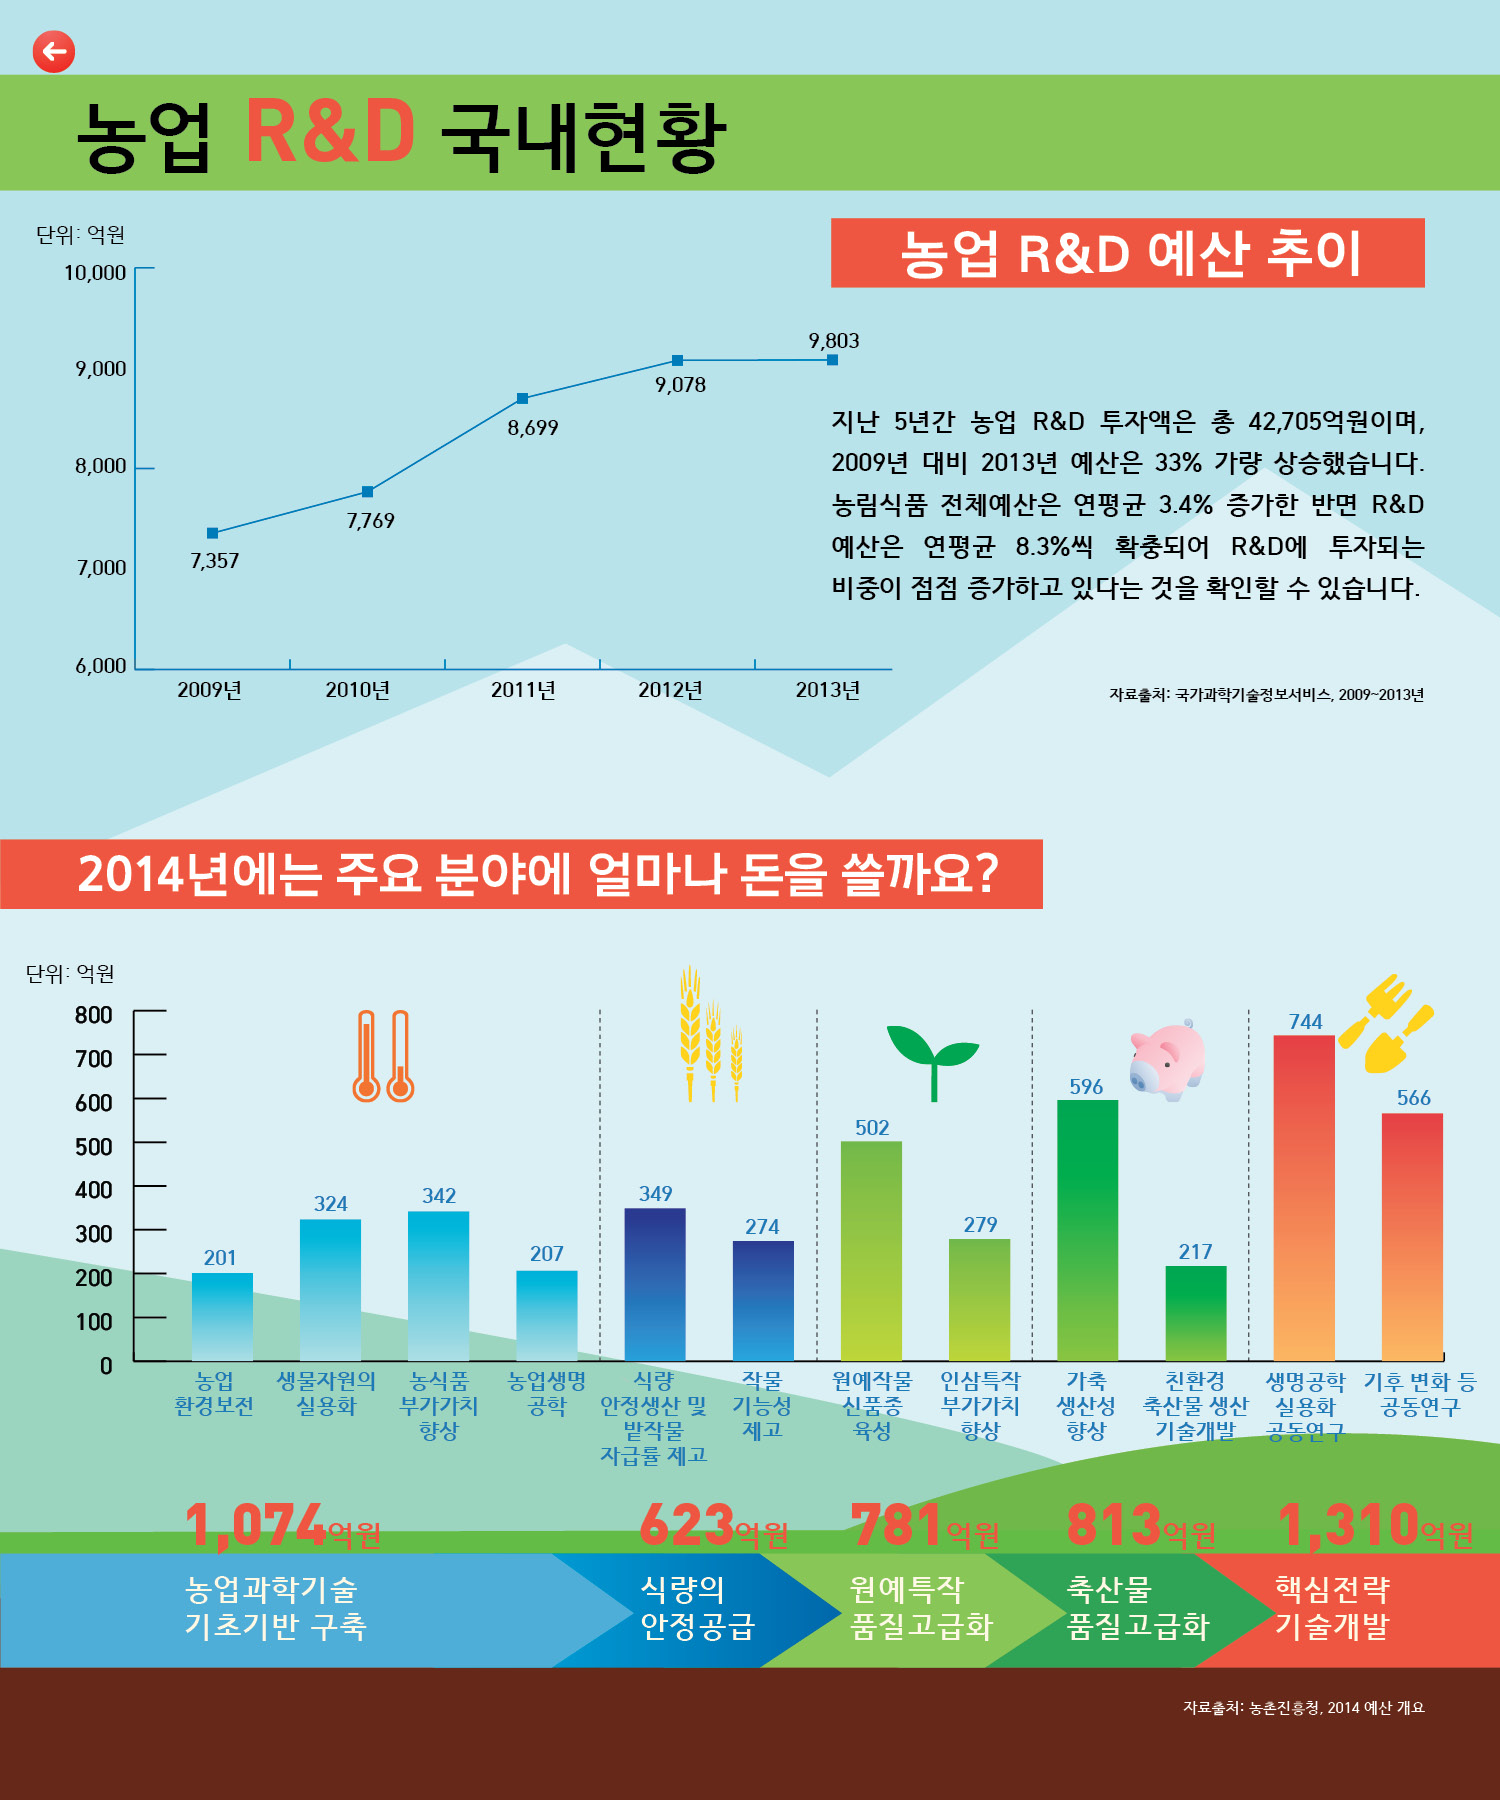 농업 R&D 국내현황
단위: 억원
농업 R&D 예산 추이
10,000
9,000
8,000
7,000
6,000
7,357
7,769
8,699
9,078
9,803
2009년
2010년
2011년
2012년
2013년
지난 5년간 농업 R&D 투자액은 총 42,705억원이며,
2009년 대비 2013년 예산은 33% 가량 상승했습니다.
농림식품 전체예산은 연평균 3.4% 증가한 반면 R&D
예산은 연평균 8.3%씩 확충되어 R&D에 투자되는
비중이 점점 증가하고 있다는 것을 확인할 수 있습니다.
자료출처: 국가과학기술정보서비스, 2009~2013년
2014년에는 주요 분야에 얼마나 돈을 쓸까요?
단위: 억원
800
700
600
500
400
300
200
100
0
201
324
342
207
349
274
502
279
596
217
744
566
농업
환경보전
생물자원의
실용화
농식품
부가가치
향상
농업생명
공학
식량
안정생산 및
밭작물
자급률 제고
작물
기능성
제고
원예작물
신품종
육성
인삼특작
부가가치
향상
가축
생산성
향상
친환경
축산물 생산
기술개발
생명공학
실용화
공동연구
기후 변화 등
공동연구
1,074억원
농업과학기술
기초기반 구축
623억원
식량의
안정공급
781억원
원예특작
품질고급화
813억원
축산물
품질고급화
1,310억원
핵심전략
기술개발
자료출처: 농촌진흥청, 2014 예산 개요